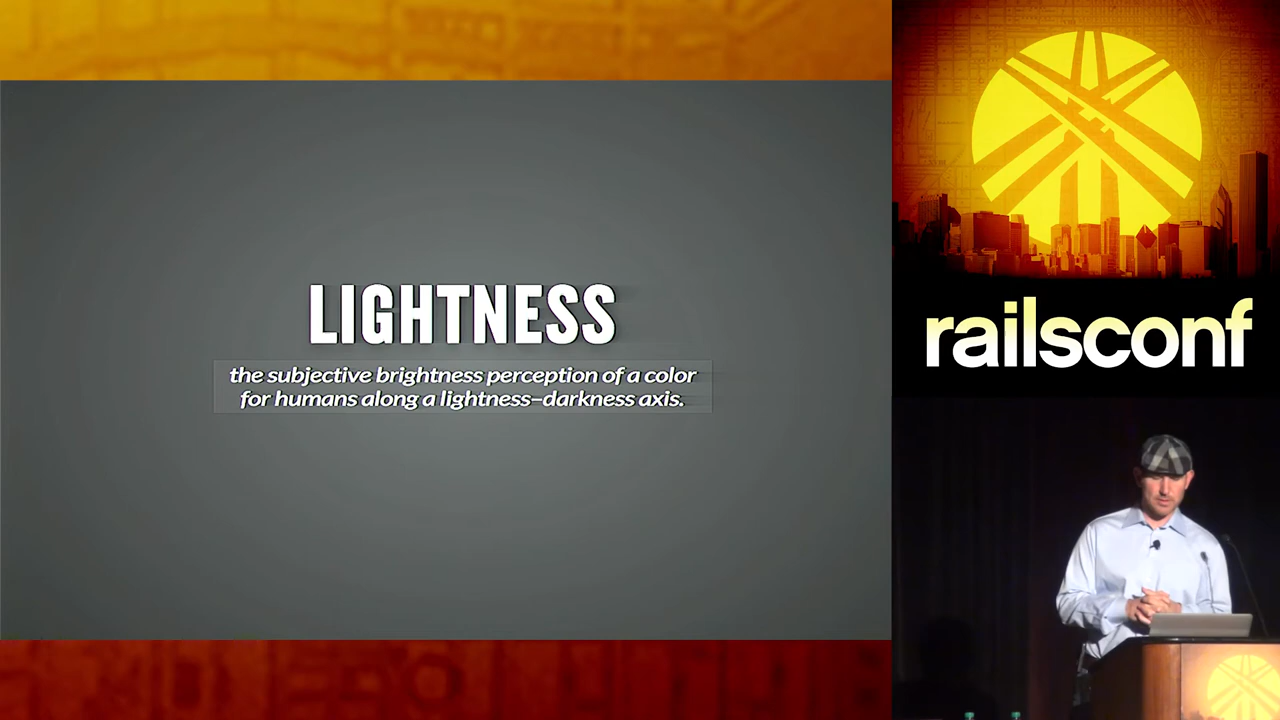 LIGHTNESS
the subjective brightness perception of a color
for humans along a lightness–darkness axis.
railsconf